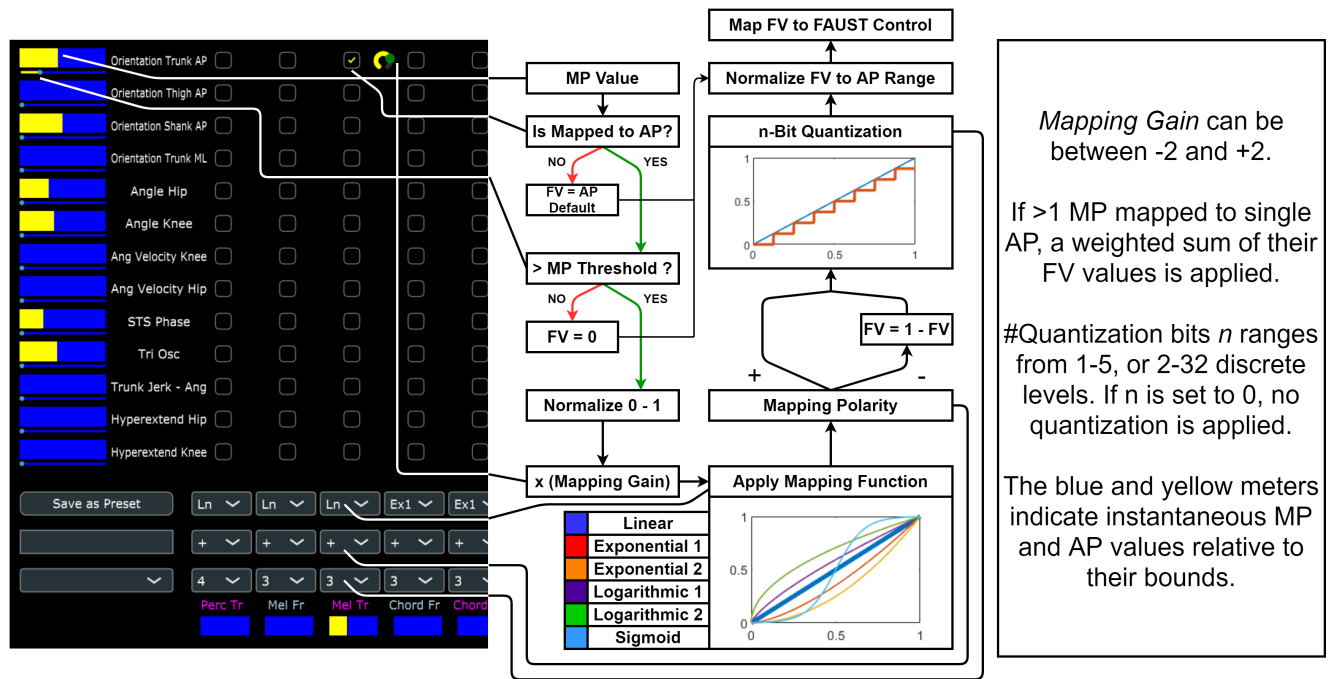 Orientation Trunk AP
Orientation Thigh AP
Orientation Shank AP
Orientation Trunk ML
Angle Hip
Angle Knee
Ang Velocity Knee
Ang Velocity Hip
STS Phase
Tri Osc
Trunk Jerk - Ang
Hyperextend Hip
Hyperextend Knee
Save as Preset
Ln
Ln
Ln
Ex1
Ex1
+
+
+
+
+
4
3
3
3
3
Perc Tr
Mel Fr
Mel Tr
Chord Fr
Chord
MP Value
Is Mapped to AP?
NO
YES
FV = AP
Default
> MP Threshold ?
NO
YES
FV = 0
Normalize 0 - 1
x (Mapping Gain)
Linear
Exponential 1
Exponential 2
Logarithmic 1
Logarithmic 2
Sigmoid
Map FV to FAUST Control
Normalize FV to AP Range
n-Bit Quantization
1
0.5
0
0
0.5
1
FV = 1 - FV
+
-
Mapping Polarity
Apply Mapping Function
1
0.5
0
0
0.5
1
Mapping Gain can be
between -2 and +2.
If >1 MP mapped to single
AP, a weighted sum of their
FV values is applied.
#Quantization bits n ranges
from 1-5, or 2-32 discrete
levels. If n is set to 0, no
quantization is applied.
The blue and yellow meters
indicate instantaneous MP
and AP values relative to
their bounds.